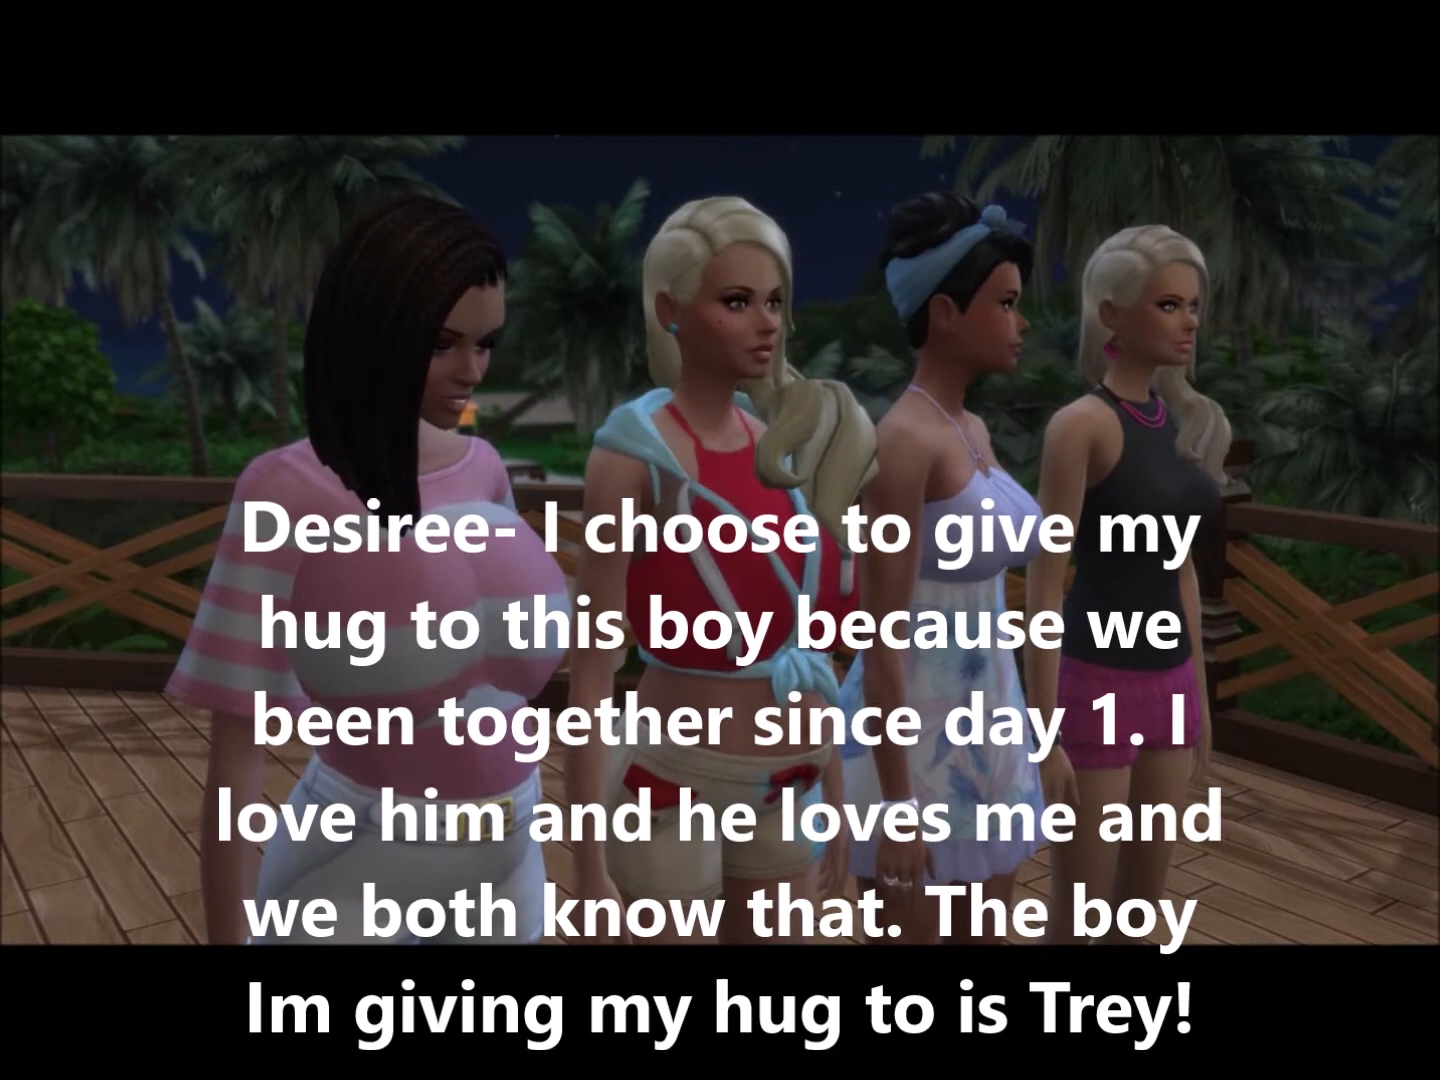 Desiree- I choose to give my
hug to this boy because we
been together since day 1. I
love him and he loves me and
we both know that. The boy
Im giving my hug to is Trey!